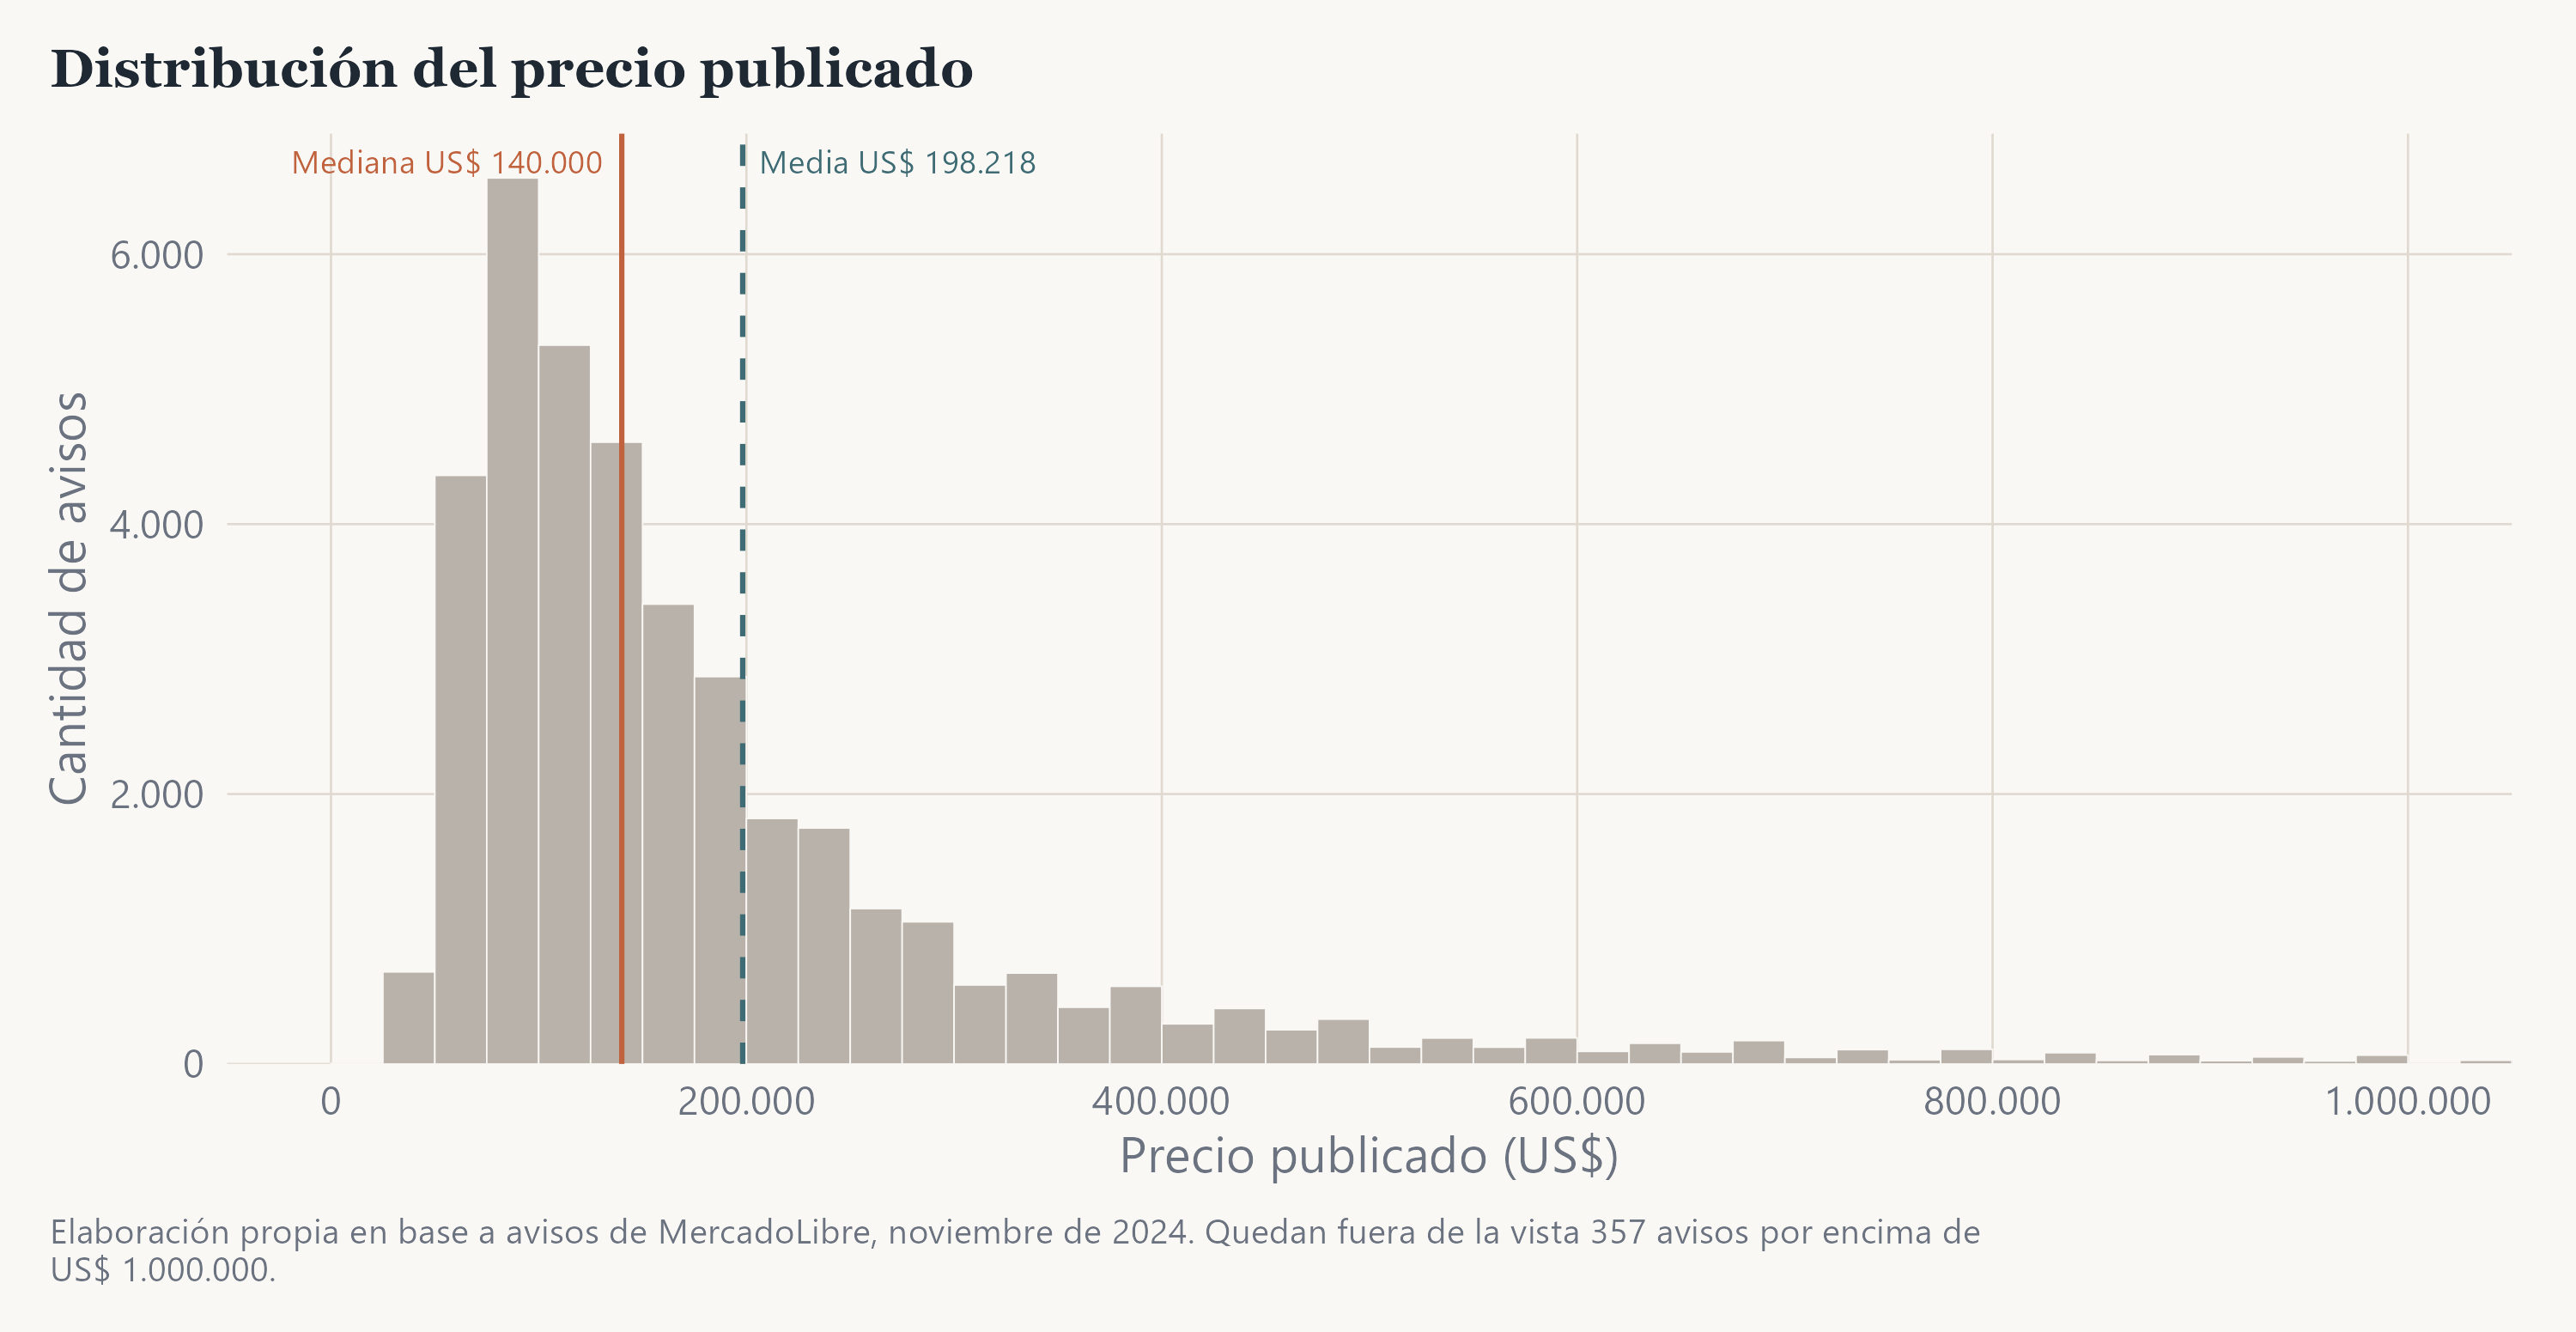 Distribución del precio publicado
Mediana US$ 140.000
Media US$ 198.218
6.000
4.000
2.000
0
Cantidad de avisos
0
200.000
400.000
600.000
800.000
1.000.000
Precio publicado (US$)
Elaboración propia en base a avisos de MercadoLibre, noviembre de 2024. Quedan fuera de la vista 357 avisos por encima de
US$ 1.000.000.